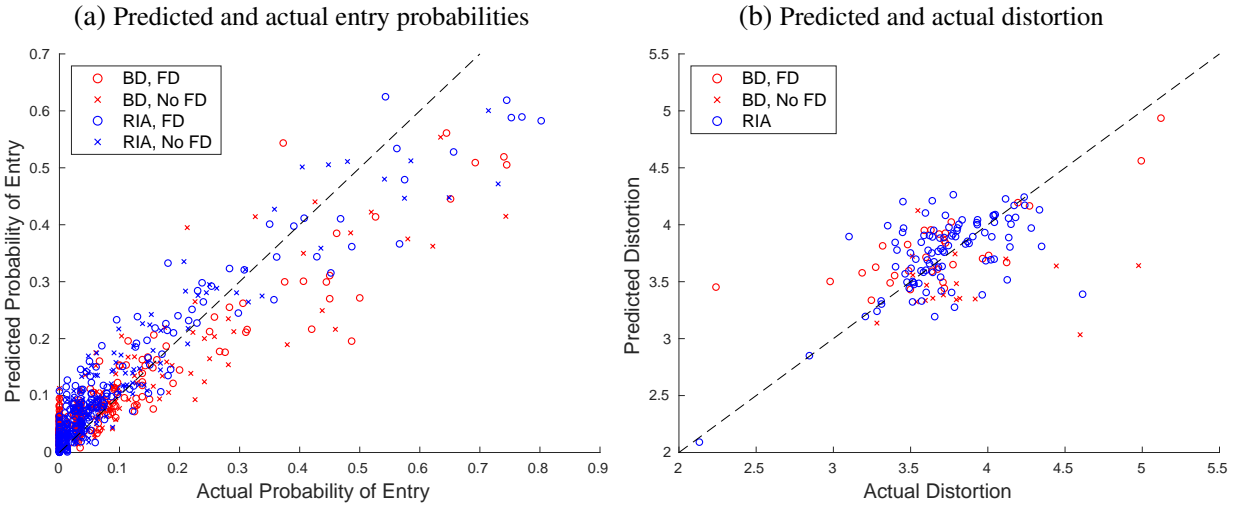 (a) Predicted and actual entry probabilities
0.7
0.6
0.5
0.4
0.3
0.2
0.1
0
BD, FD
BD, No FD
RIA, FD
RIA, No FD
Predicted Probability of Entry
0 0.1 0.2 0.3 0.4 0.5 0.6 0.7 0.8 0.9
Actual Probability of Entry
(b) Predicted and actual distortion
5.5
5
4.5
4
3.5
3
2.5
2
BD, FD
BD, No FD
RIA
Predicted Distortion
2 2.5 3 3.5 4 4.5 5 5.5
Actual Distortion